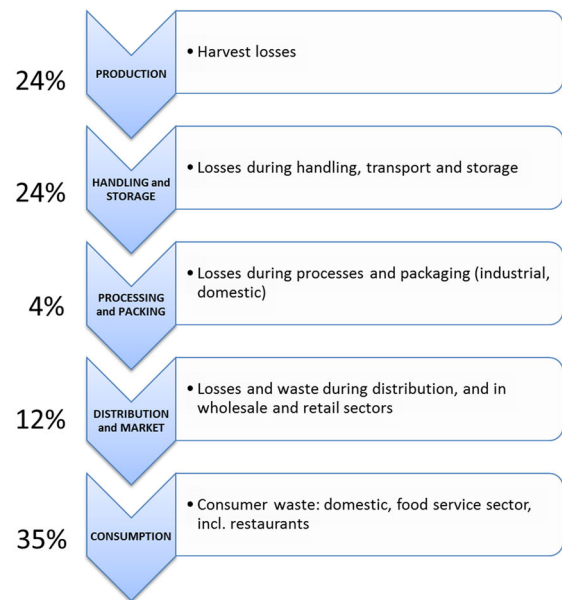 24%
PRODUCTION
• Harvest losses
24%
HANDLING and
STORAGE
• Losses during handling, transport and storage
4%
PROCESSING
and PACKING
• Losses during processes and packaging (industrial,
domestic)
12%
DISTRIBUTION
and MARKET
• Losses and waste during distribution, and in
wholesale and retail sectors
35%
CONSUMPTION
• Consumer waste: domestic, food service sector,
incl. restaurants